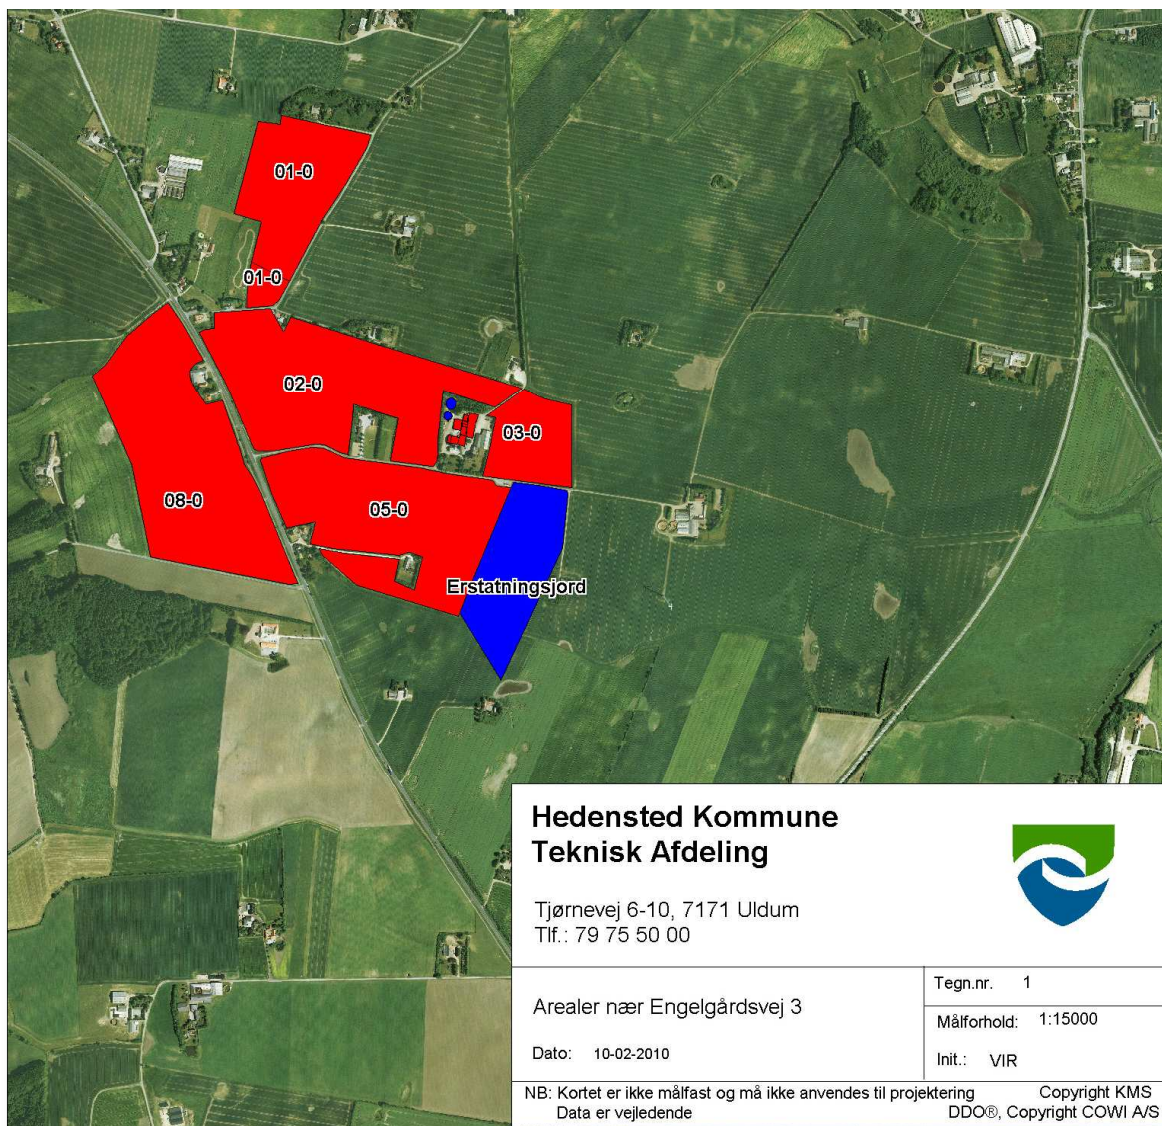 01-0
01-0
02-0
03-0
08-0
05-0
Erstatningsjord
Hedensted Kommune
Teknisk Afdeling
Tjørnevej 6-10, 7171 Uldum
Tlf.: 79 75 50 00
Arealer nær Engelgårdsvej 3
Dato: 10-02-2010
Tegn.nr. 1
Målforhold: 1:15000
Init.: VIR
NB: Kortet er ikke målfast og må ikke anvendes til projektering
Data er vejledende
Copyright KMS
DDO®, Copyright COWI A/S